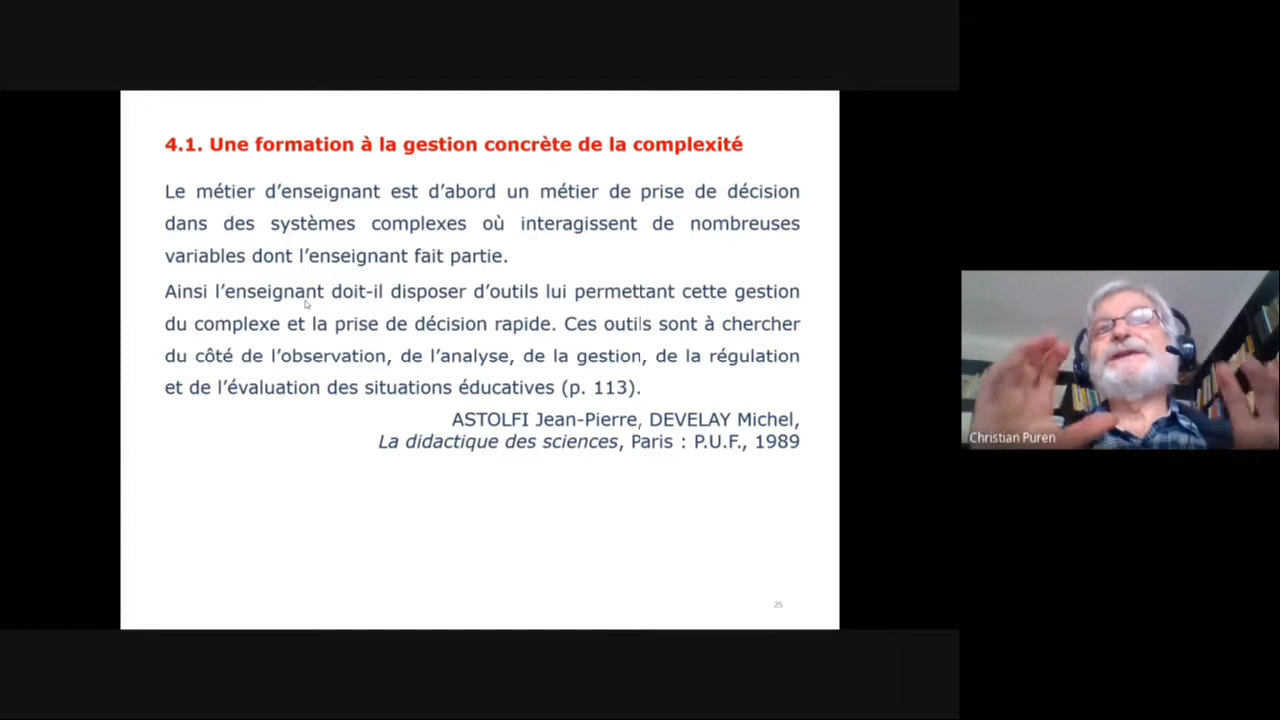 4.1. Une formation à la gestion concrète de la complexité
Le métier d’enseignant est d’abord un métier de prise de décision
dans des systèmes complexes où interagissent de nombreuses
variables dont l’enseignant fait partie.
Ainsi l’enseignant doit-il disposer d’outils lui permettant cette gestion
du complexe et la prise de décision rapide. Ces outils sont à chercher
du côté de l’observation, de l’analyse, de la gestion, de la régulation
et de l’évaluation des situations éducatives (p. 113).
ASTOLFI Jean-Pierre, DEVELAY Michel,
La didactique des sciences, Paris : P.U.F., 1989
25
Christian Puren